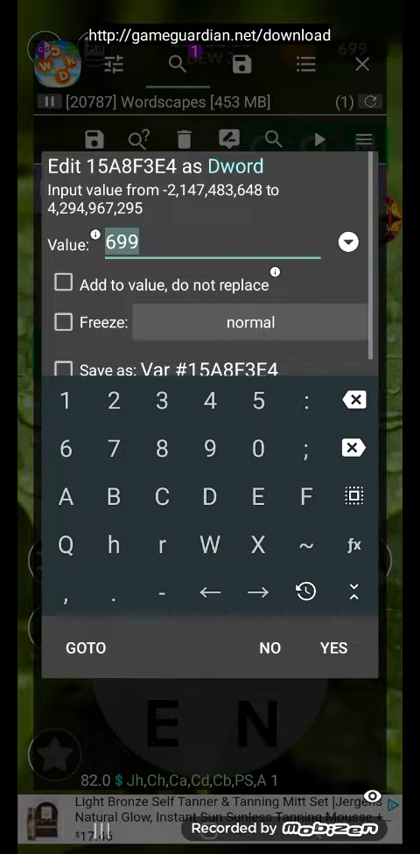 http://gameguardian.net/download
699
1
[20787] Wordscapes [453 MB]
(1)
Edit 15A8F3E4 as Dword
Input value from -2,147,483,648 to
4,294,967,295
Value:
699
Add to value, do not replace
Freeze:
normal
Save as: Var #15A8F3E4
1 2 3 4 5 :
6 7 8 9 0 ;
A B C D E F
Q h r W X ~ fx
, . - ← →
GOTO
NO
YES
E N
82.0 $ Jh,Ch,Ca,Cd,Cb,PS,A 1
Light Bronze Self Tanner & Tanning Mitt Set | Jergens
Natural Glow, Instant Sun Sunless Tanning Mousse +...
Recorded by mobizen